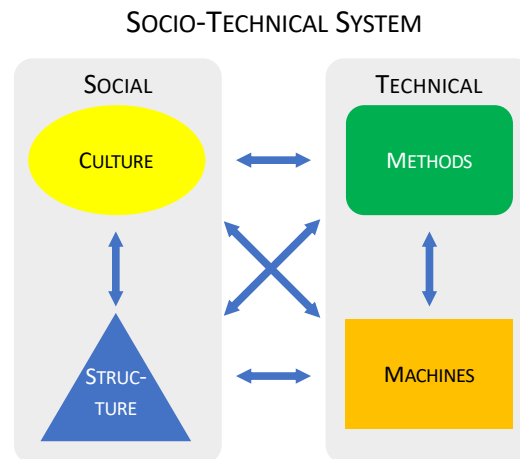 SOCIO-TECHNICAL SYSTEM
SOCIAL
TECHNICAL
CULTURE
METHODS
STRUC-
TURE
MACHINES